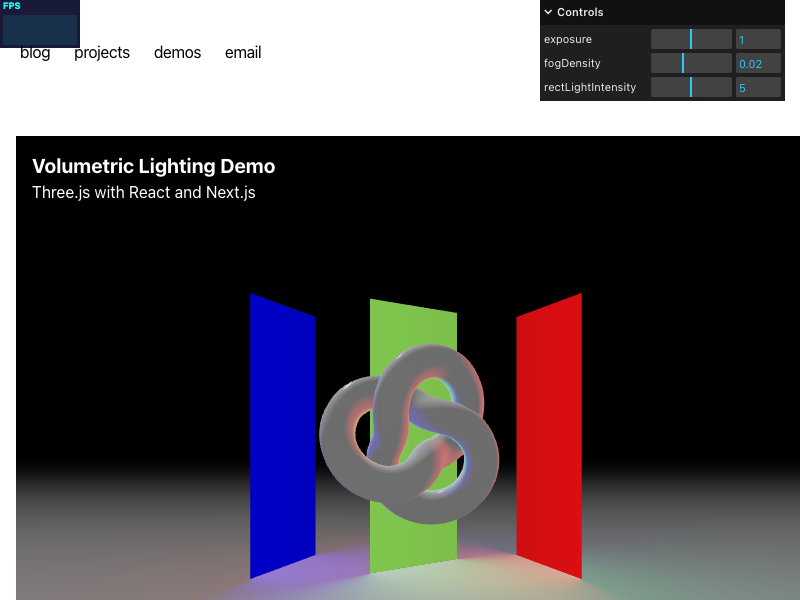 FPS
blog projects demos email
Controls
exposure 1
fogDensity 0.02
rectLightIntensity 5
Volumetric Lighting Demo
Three.js with React and Next.js